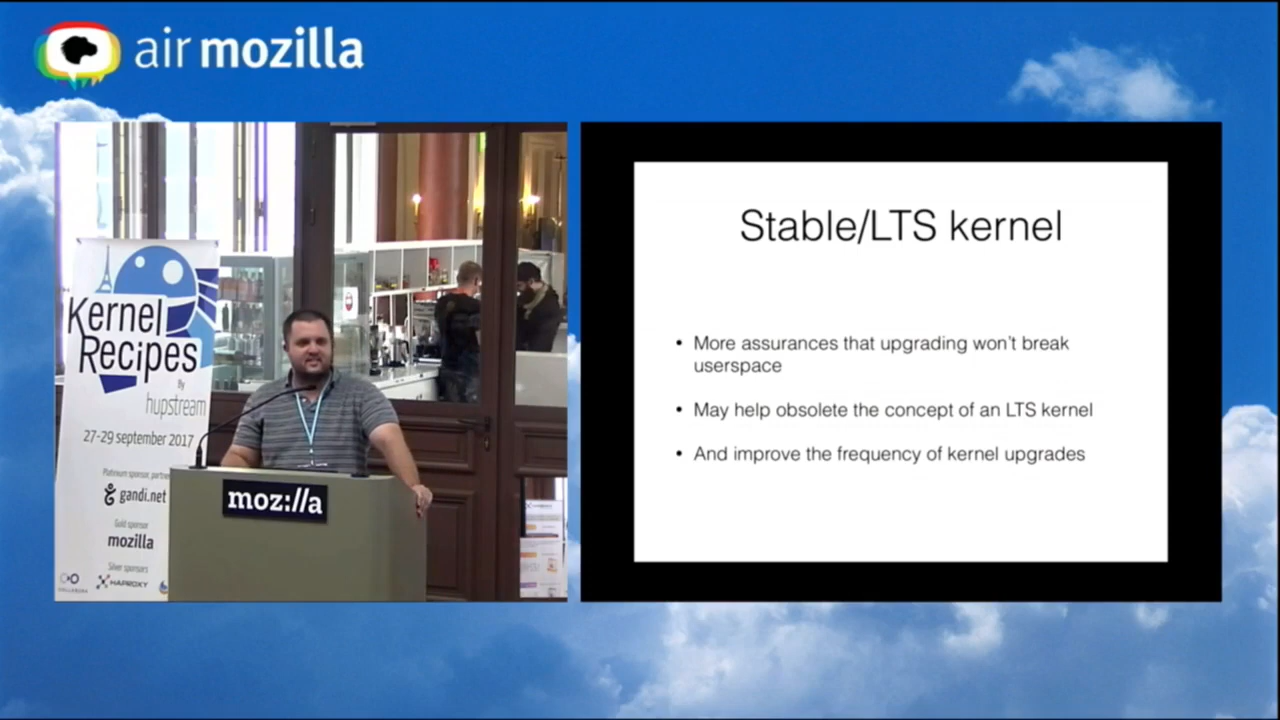 air mozilla
Kernel
Recipes
By
hupstream
27-29 september 2017
Platinum sponsor, partner
gandi.net
Gold sponsor
mozilla
Silver sponsors
COLLABORA
HAPROXY
moz://a
Stable/LTS kernel
• More assurances that upgrading won't break
userspace
• May help obsolete the concept of an LTS kernel
• And improve the frequency of kernel upgrades